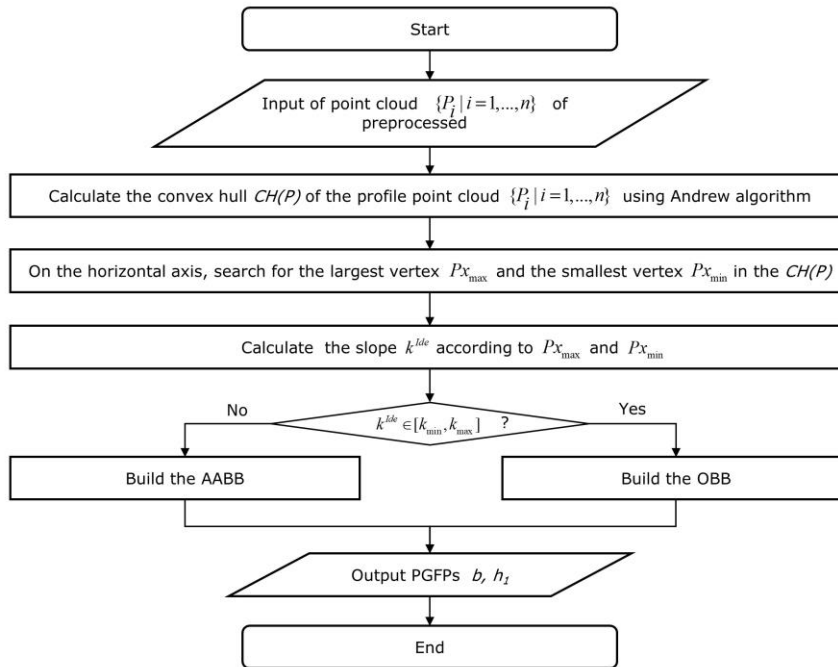 Start
Input of point cloud {P_i | i=1,...,n} of
preprocessed
Calculate the convex hull CH(P) of the profile point cloud {P_i | i=1,...,n} using Andrew algorithm
On the horizontal axis, search for the largest vertex Px_max and the smallest vertex Px_min in the CH(P)
Calculate the slope k^Ide according to Px_max and Px_min
No
k^Ide ∈[k_min, k_max] ?
Yes
Build the AABB
Build the OBB
Output PGFPs b, h_1
End